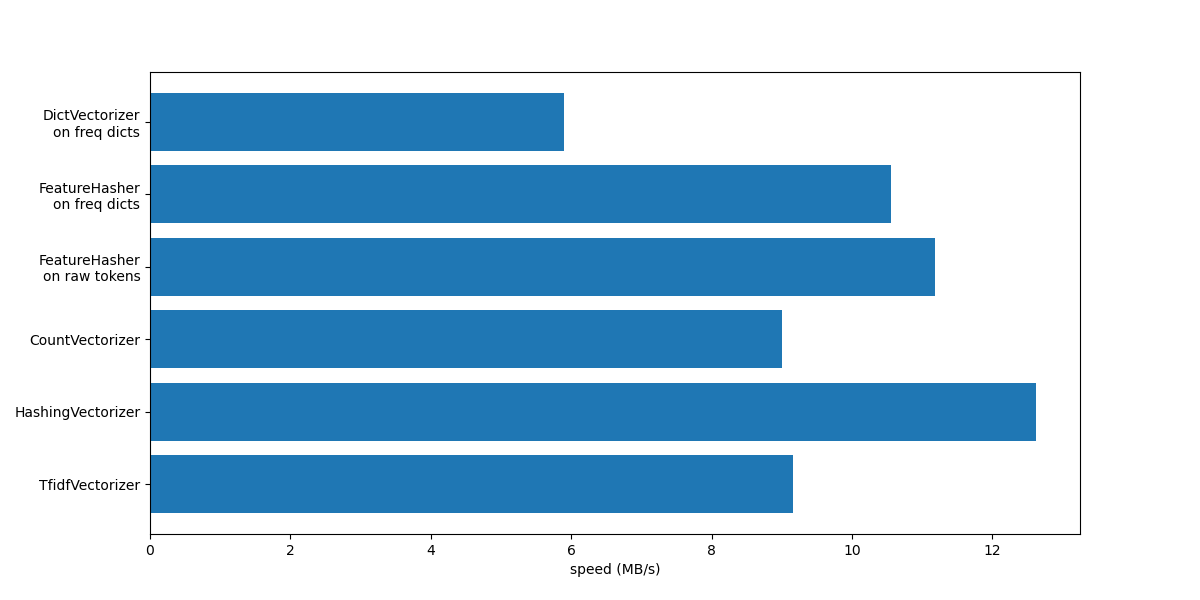 DictVectorizer
on freq dicts
FeatureHasher
on freq dicts
FeatureHasher
on raw tokens
CountVectorizer
HashingVectorizer
TfidfVectorizer
0 2 4 6 8 10 12
speed (MB/s)